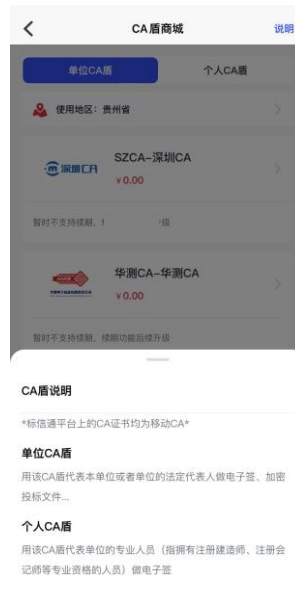 CA盾商城
说明
单位CA盾
个人CA盾
使用地区：贵州省
深圳CA
SZCA-深圳CA
¥0.00
暂时不支持续期，
级
华测CA-华测CA
¥0.00
暂时不支持续期，续期功能后续升级
CA盾说明
*标信通平台上的CA证书均为移动CA*
单位CA盾
用该CA盾代表本单位或者单位的法定代表人做电子签、加密
投标文件...
个人CA盾
用该CA盾代表单位的专业人员（指拥有注册建造师、注册会
记师等专业资格的人员）做电子签